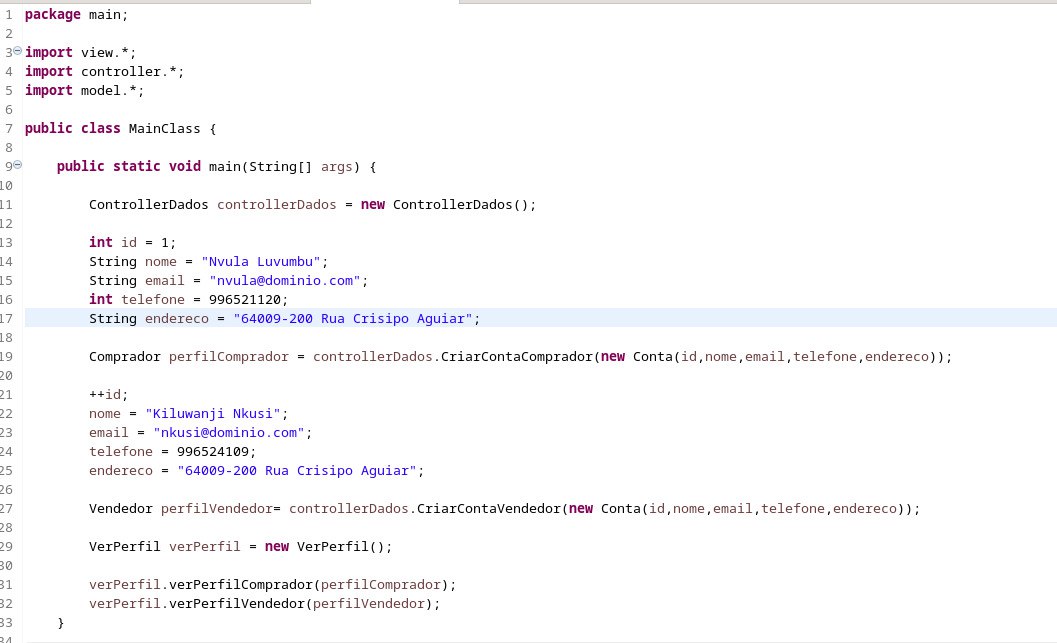 1 package main;
2
3 import view.*;
4 import controller.*;
5 import model.*;
6
7 public class MainClass {
8
9     public static void main(String[] args) {
10
11         ControllerDados controllerDados = new ControllerDados();
12
13         int id = 1;
14         String nome = "Nvula Luvumbu";
15         String email = "nvula@dominio.com";
16         int telefone = 996521120;
17         String endereco = "64009-200 Rua Crisipo Aguiar";
18
19         Comprador perfilComprador = controllerDados.CriarContaComprador(new Conta(id,nome,email,telefone,endereco));
20
21         ++id;
22         nome = "Kiluwanji Nkusi";
23         email = "nkusi@dominio.com";
24         telefone = 996524109;
25         endereco = "64009-200 Rua Crisipo Aguiar";
26
27         Vendedor perfilVendedor= controllerDados.CriarContaVendedor(new Conta(id,nome,email,telefone,endereco));
28
29         VerPerfil verPerfil = new VerPerfil();
30
31         verPerfil.verPerfilComprador(perfilComprador);
32         verPerfil.verPerfilVendedor(perfilVendedor);
33     }
34